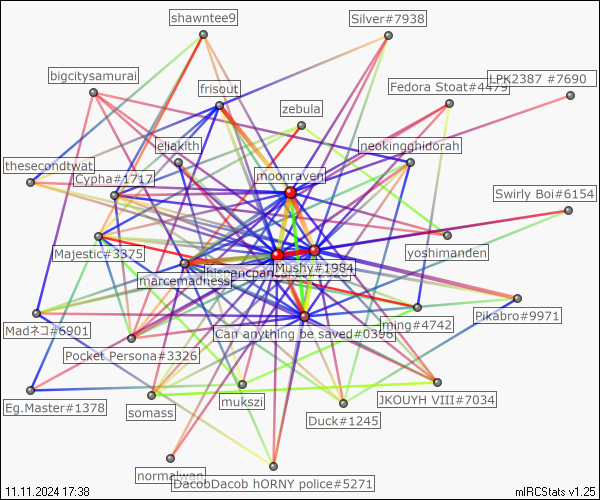 shawntee9
Silver#7938
bigcitysamurai
frisout
Fedora Stoat#4479
LPK2387 #7690
zebula
eliakith
neokinghidorah
thesecondtwat
Cypha#1717
moonraven
Swirly Boi#6154
Majestic#3375
yoshimanden
marcemadness
Mushy#1984
Pikabro#9971
Madネコ#6901
Can anything be saved#0396
ming#4742
Pocket Persona#3326
Eg.Master#1378
somass
mukszi
Duck#1245
JKOUYH VIII#7034
normalwan
DacobDacob hORNY police#5271
11.11.2024 17:38
mIRCStats v1.25